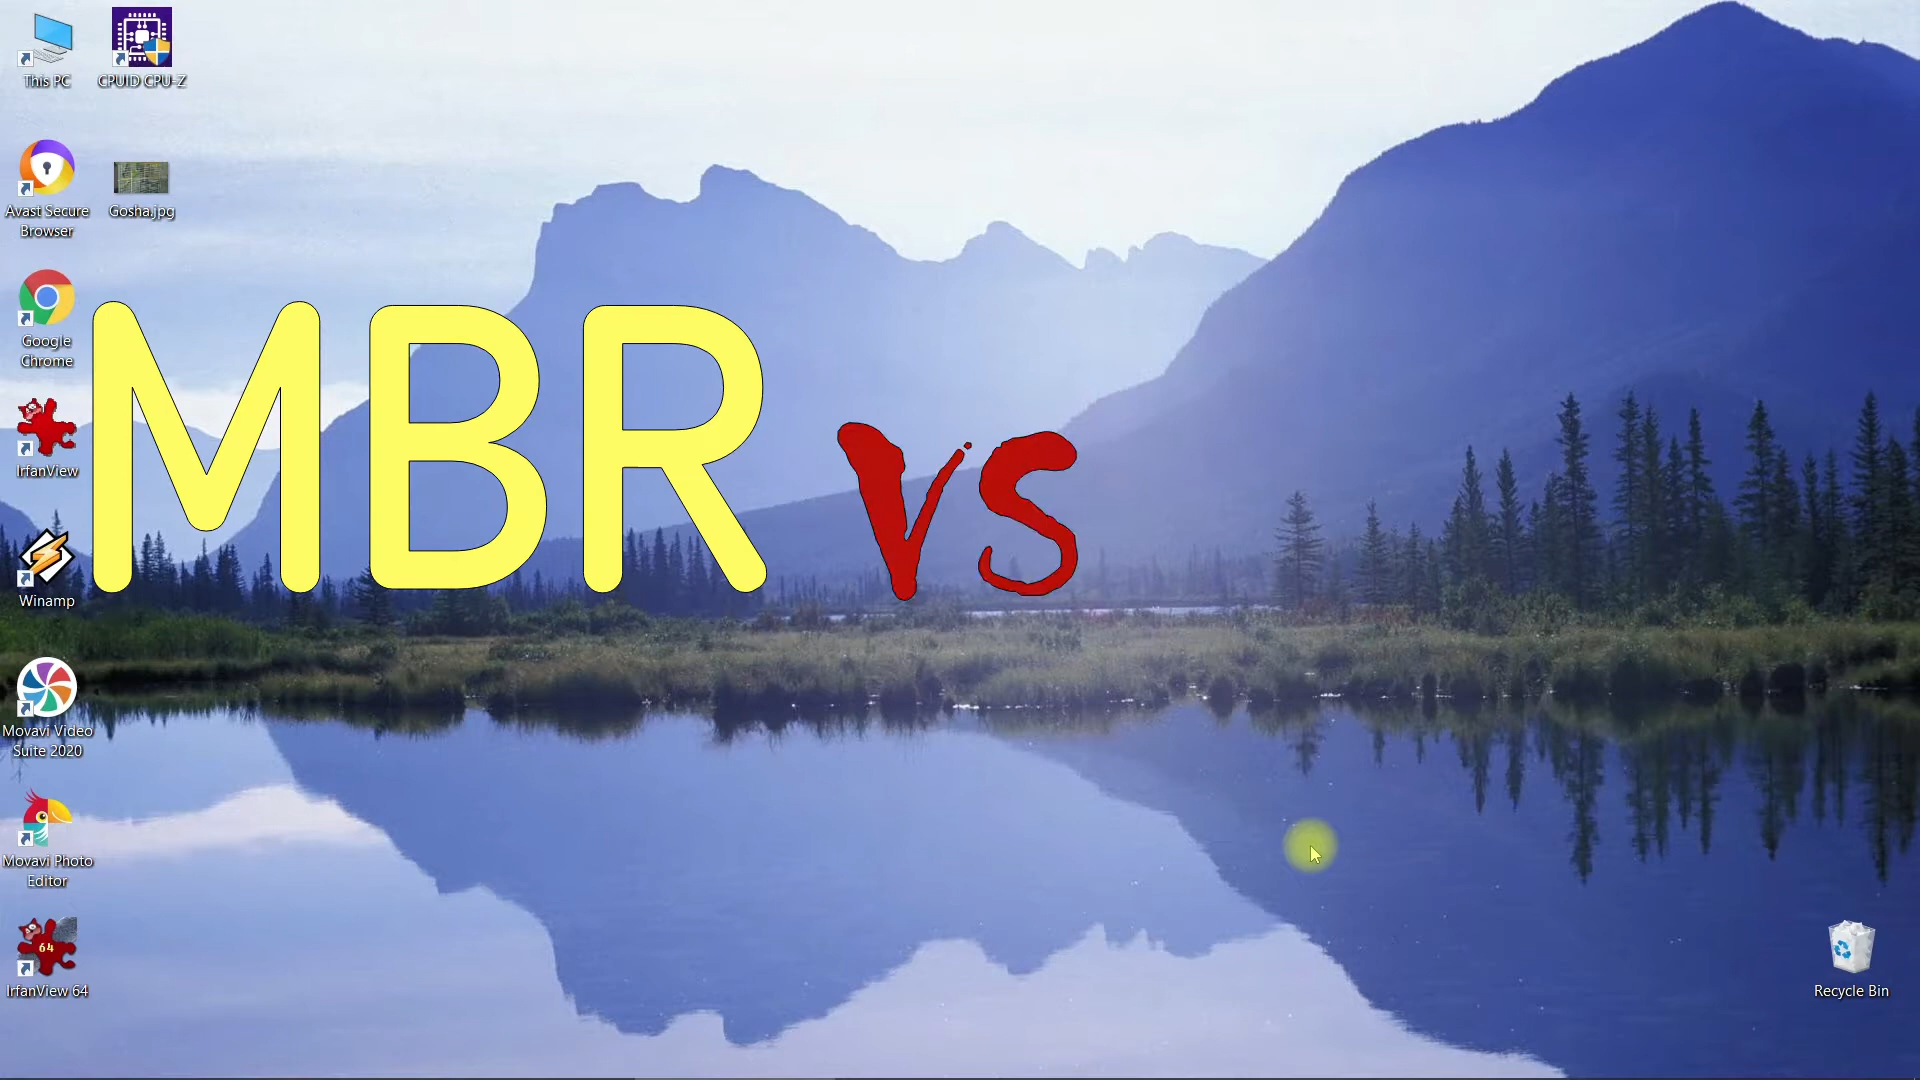 This PC
CPUID CPU-Z
Avast Secure
Browser
Gosha.jpg
Google
Chrome
MBR vs
IrfanView
Winamp
Movavi Video
Suite 2020
Movavi Photo
Editor
64
IrfanView 64
Recycle Bin